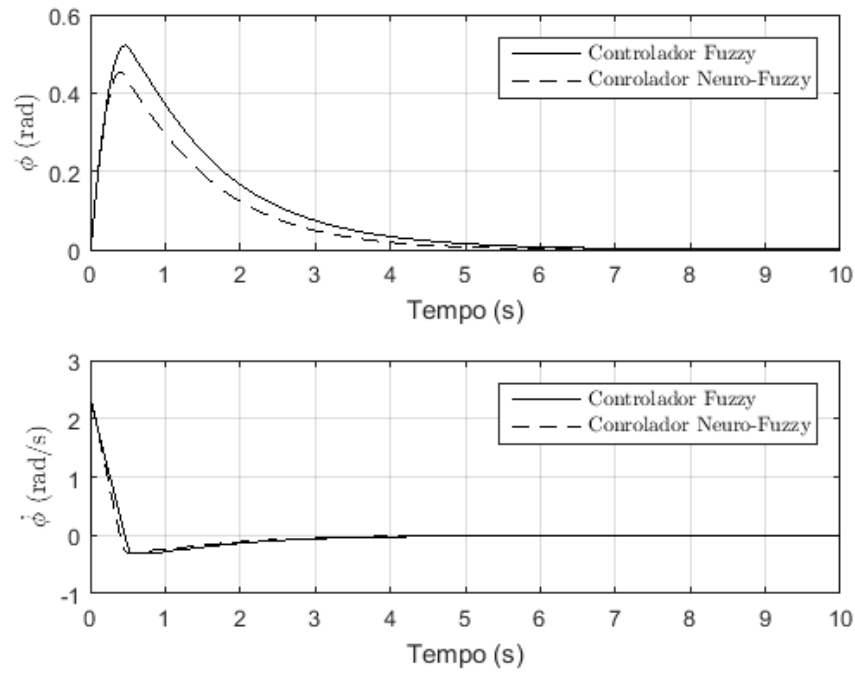 0.6
0.4
0.2
0
ϕ (rad)
Controlador Fuzzy
Conrolador Neuro-Fuzzy
0 1 2 3 4 5 6 7 8 9 10
Tempo (s)
3
2
1
0
-1
ϕ̇ (rad/s)
Controlador Fuzzy
Conrolador Neuro-Fuzzy
0 1 2 3 4 5 6 7 8 9 10
Tempo (s)